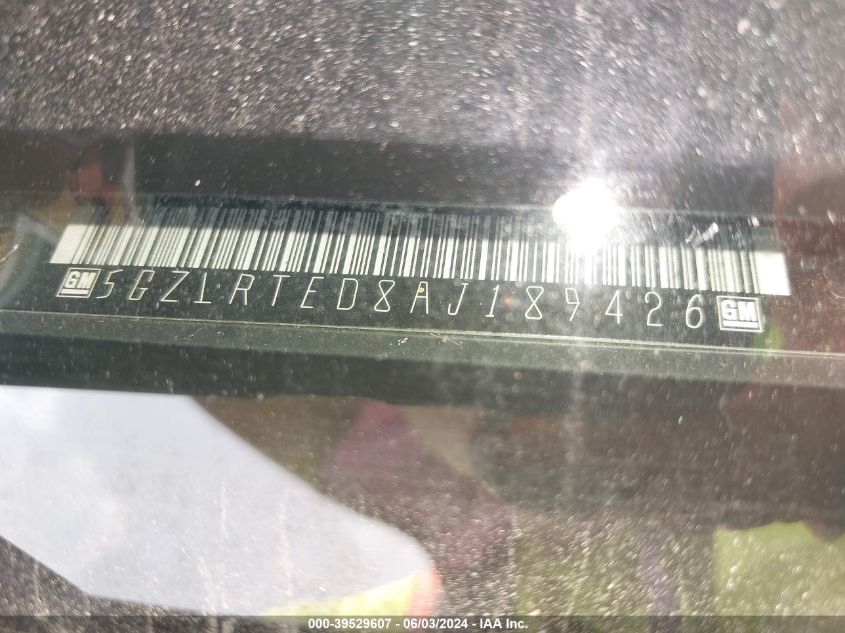 GM 5GZLRTED8AJ189426 GM
000-39529607 - 06/03/2024 - IAA Inc.